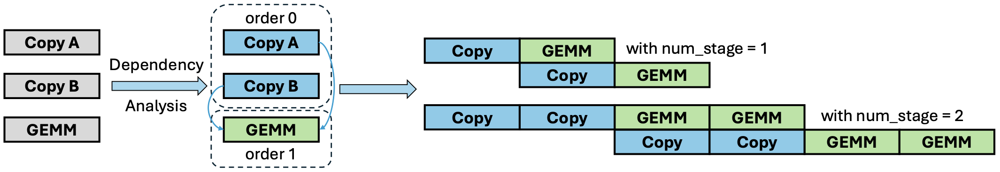 Copy A
Copy B
GEMM
Dependency
Analysis
order 0
Copy A
Copy B
GEMM
order 1
Copy GEMM with num_stage = 1
Copy GEMM
Copy Copy GEMM GEMM with num_stage = 2
Copy Copy GEMM GEMM